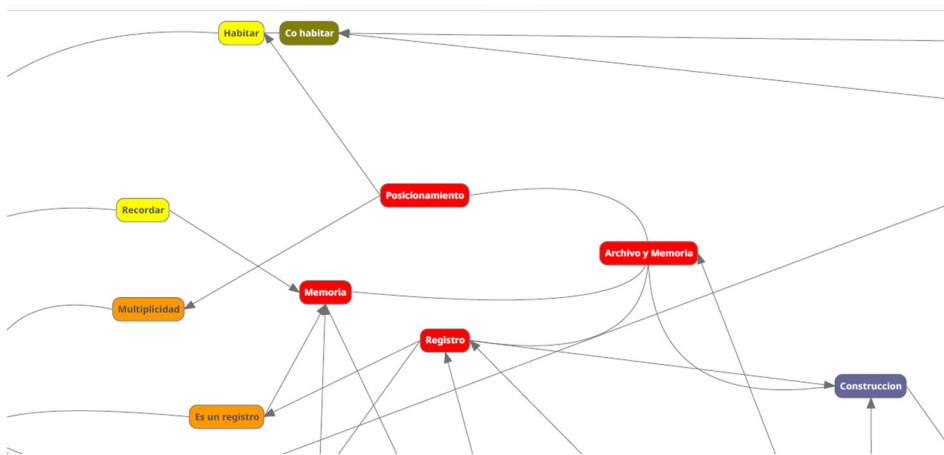 Habitar
Co habitar
Posicionamiento
Recordar
Archivo y Memoria
Memoria
Multiplicidad
Registro
Construccion
Es un registro